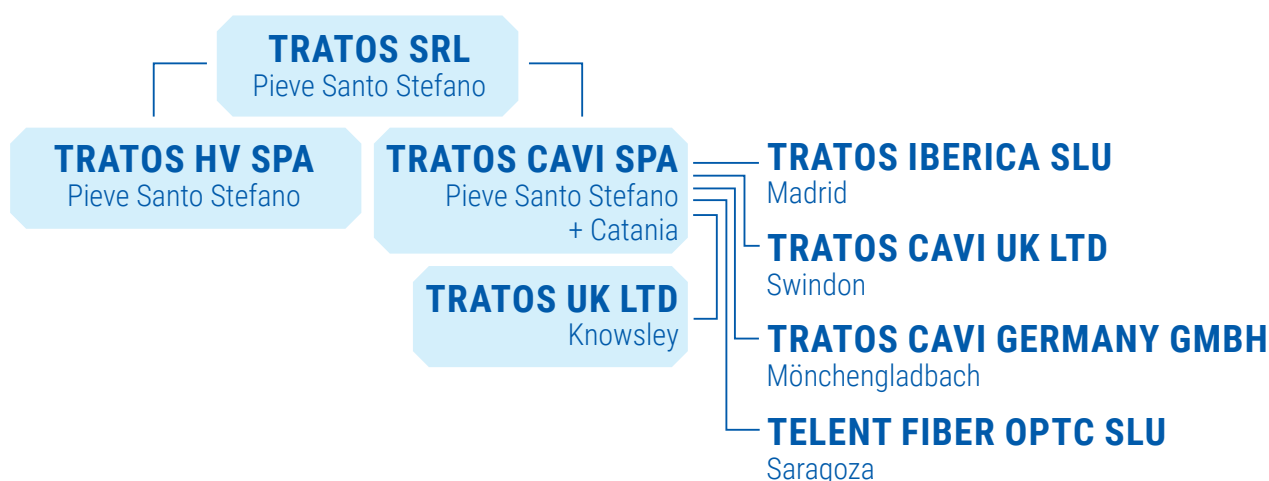 TRATOS SRL
Pieve Santo Stefano
TRATOS HV SPA
Pieve Santo Stefano
TRATOS CAVI SPA
Pieve Santo Stefano
+ Catania
TRATOS UK LTD
Knowsley
TRATOS IBERICA SLU
Madrid
TRATOS CAVI UK LTD
Swindon
TRATOS CAVI GERMANY GMBH
Mönchengladbach
TELENT FIBER OPTC SLU
Saragoza